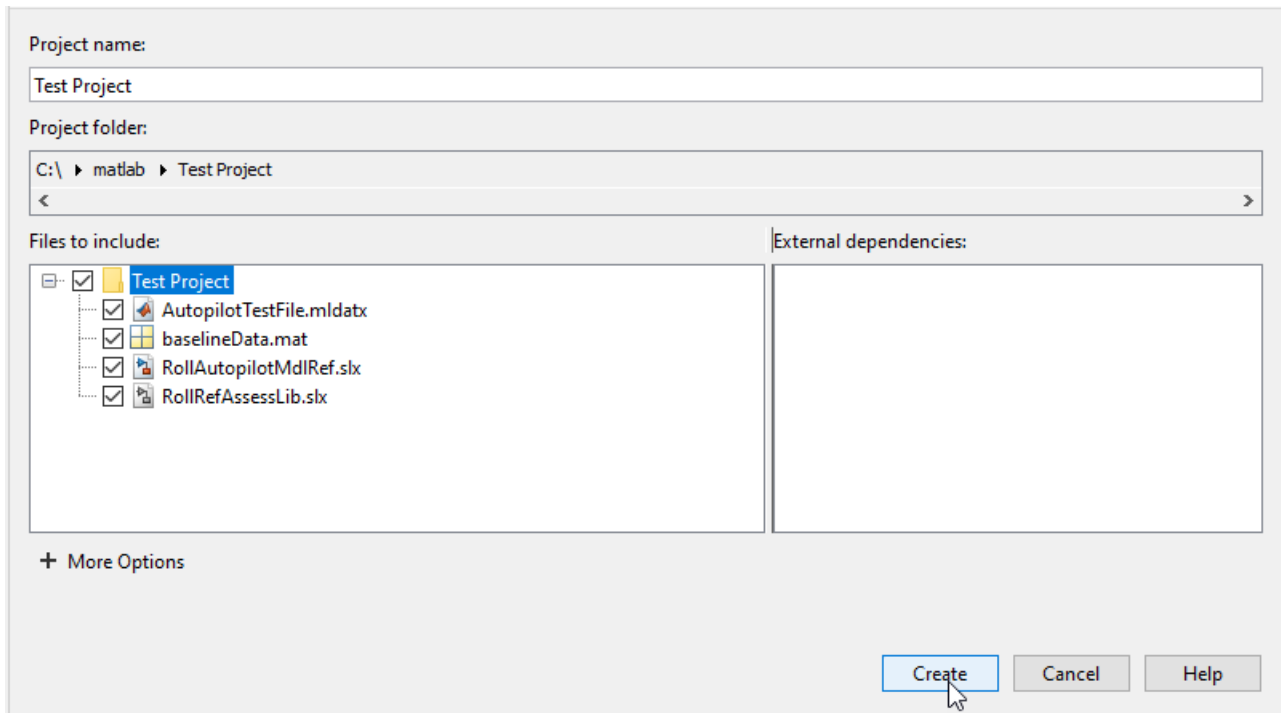 Project name:
Test Project
Project folder:
C:\ matlab Test Project
Files to include:
External dependencies:
Test Project
AutopilotTestFile.mldatx
baselineData.mat
RollAutopilotMdlRef.slx
RollRefAssessLib.slx
+ More Options
Create Cancel Help